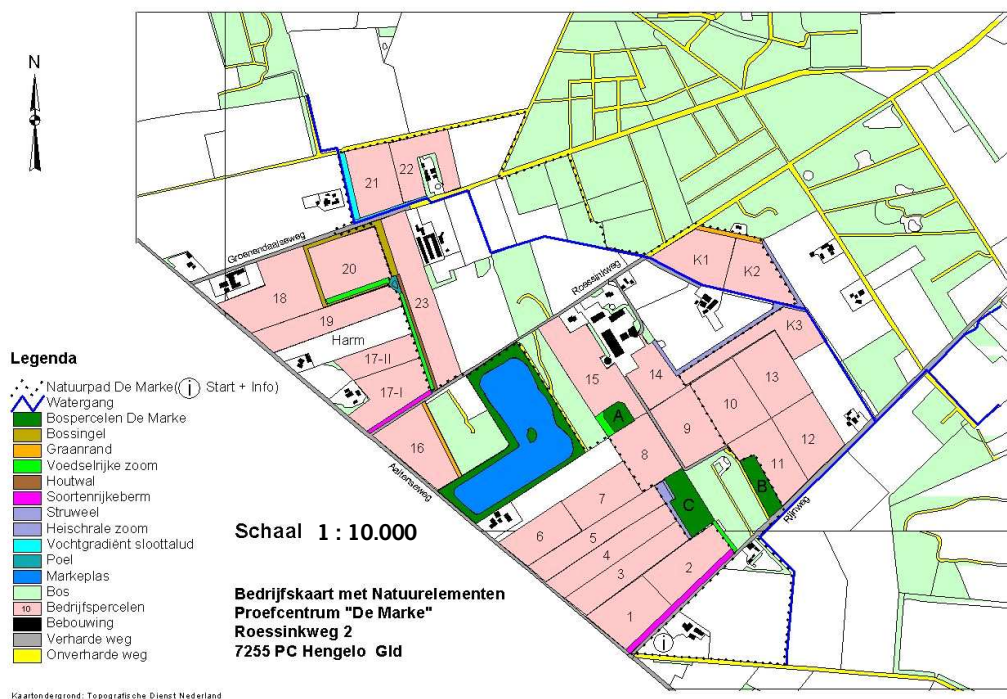 N
21
22
Groenendaalseweg
20
18
19
23
Harm
17-II
17-I
16
Aaltenseweg
Roessinkweg
K1
K2
K3
15
14
13
A
10
9
12
8
11
B
7
C
6
5
4
3
2
1
Rijnweg
i
Legenda
Natuurpad De Marke( i Start + Info)
Watergang
Bospercelen De Marke
Bossingel
Graanrand
Voedselrijke zoom
Houtwal
Soortenrijkeberm
Struweel
Heischrale zoom
Vochtgradiënt sloottalud
Poel
Markeplas
Bos
10 Bedrijfspercelen
Bebouwing
Verharde weg
Onverharde weg
Schaal 1 : 10.000
Bedrijfskaart met Natuurelementen
Proefcentrum "De Marke"
Roessinkweg 2
7255 PC Hengelo Gld
Kaartondergrond: Topografische Dienst Nederland